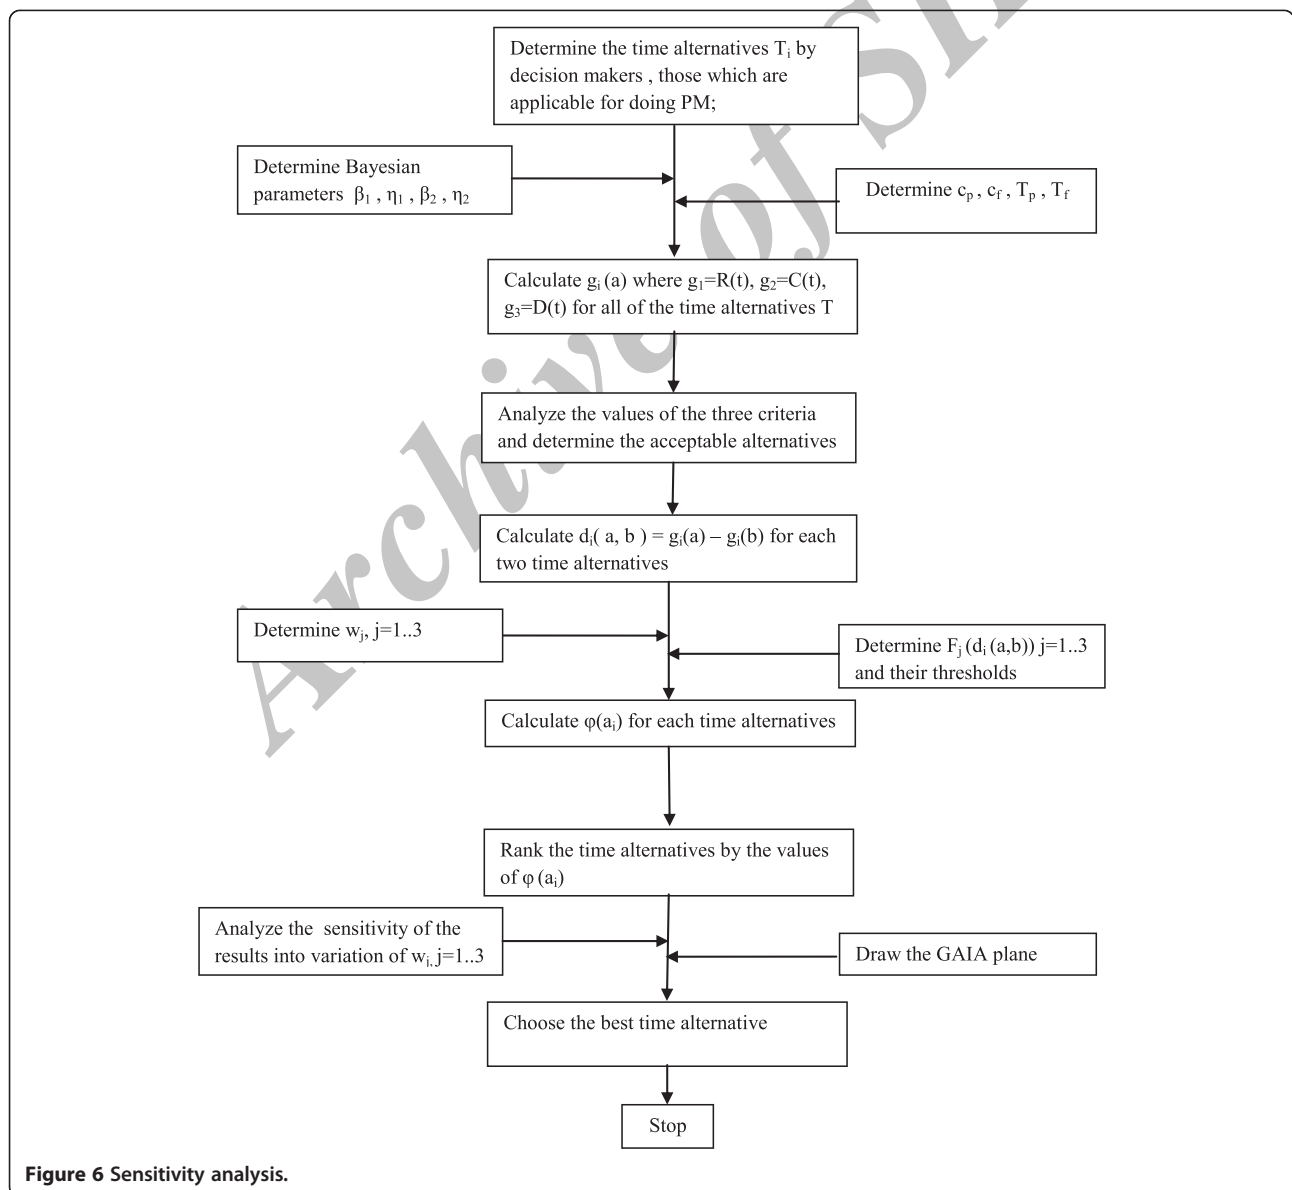 Determine the time alternatives Tᵢ by
decision makers , those which are
applicable for doing PM;
Determine Bayesian
parameters β₁ , η₁ , β₂ , η₂
Determine cₚ , c_f , Tₚ , T_f
Calculate gᵢ (a) where g₁=R(t), g₂=C(t),
g₃=D(t) for all of the time alternatives T
Analyze the values of the three criteria
and determine the acceptable alternatives
Calculate dᵢ( a, b ) = gᵢ(a) – gᵢ(b) for each
two time alternatives
Determine wⱼ, j=1..3
Determine Fⱼ (dᵢ (a,b)) j=1..3
and their thresholds
Calculate φ(aᵢ) for each time alternatives
Rank the time alternatives by the values
of φ (aᵢ)
Analyze the sensitivity of the
results into variation of wⱼ, j=1..3
Draw the GAIA plane
Choose the best time alternative
Stop
Figure 6 Sensitivity analysis.
Archive of